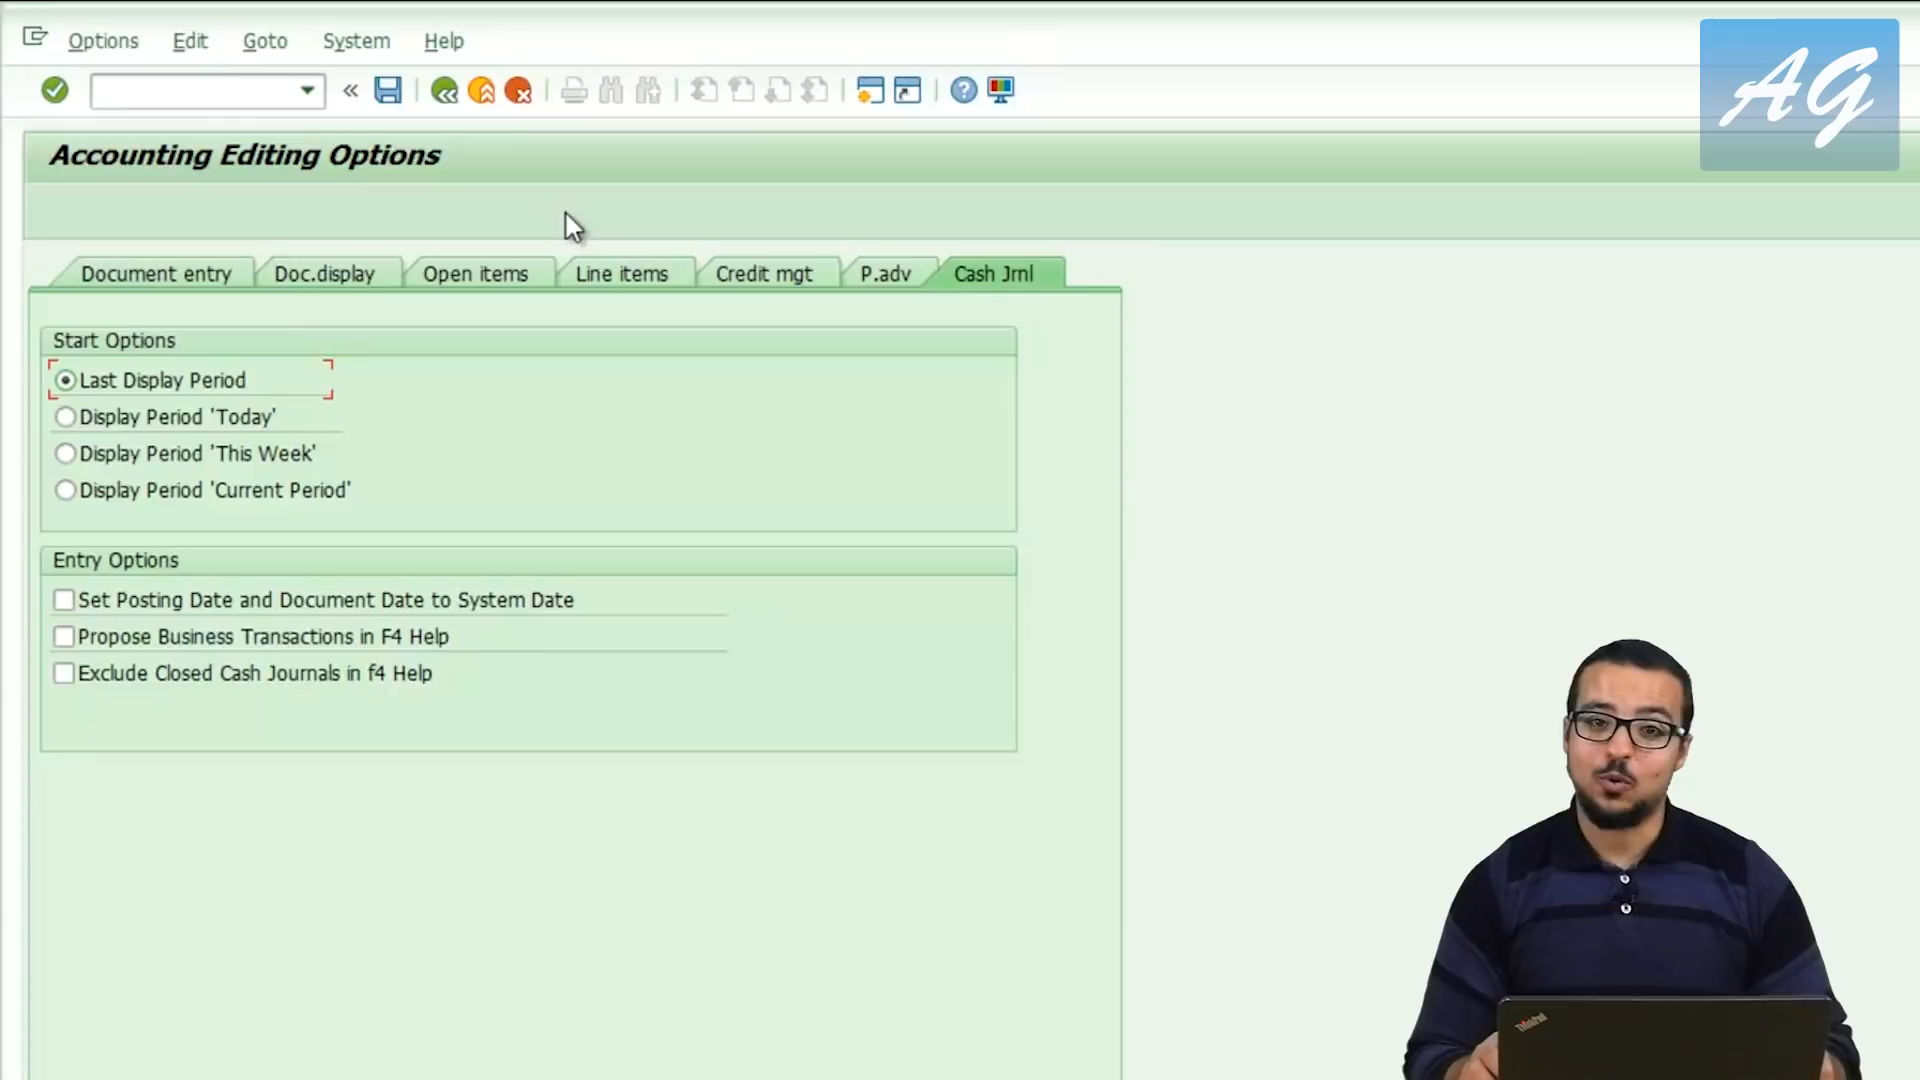 Options Edit Goto System Help
AG
Accounting Editing Options
Document entry Doc.display Open items Line items Credit mgt P.adv Cash Jrnl
Start Options
Last Display Period
Display Period 'Today'
Display Period 'This Week'
Display Period 'Current Period'
Entry Options
Set Posting Date and Document Date to System Date
Propose Business Transactions in F4 Help
Exclude Closed Cash Journals in f4 Help
ThinkPad